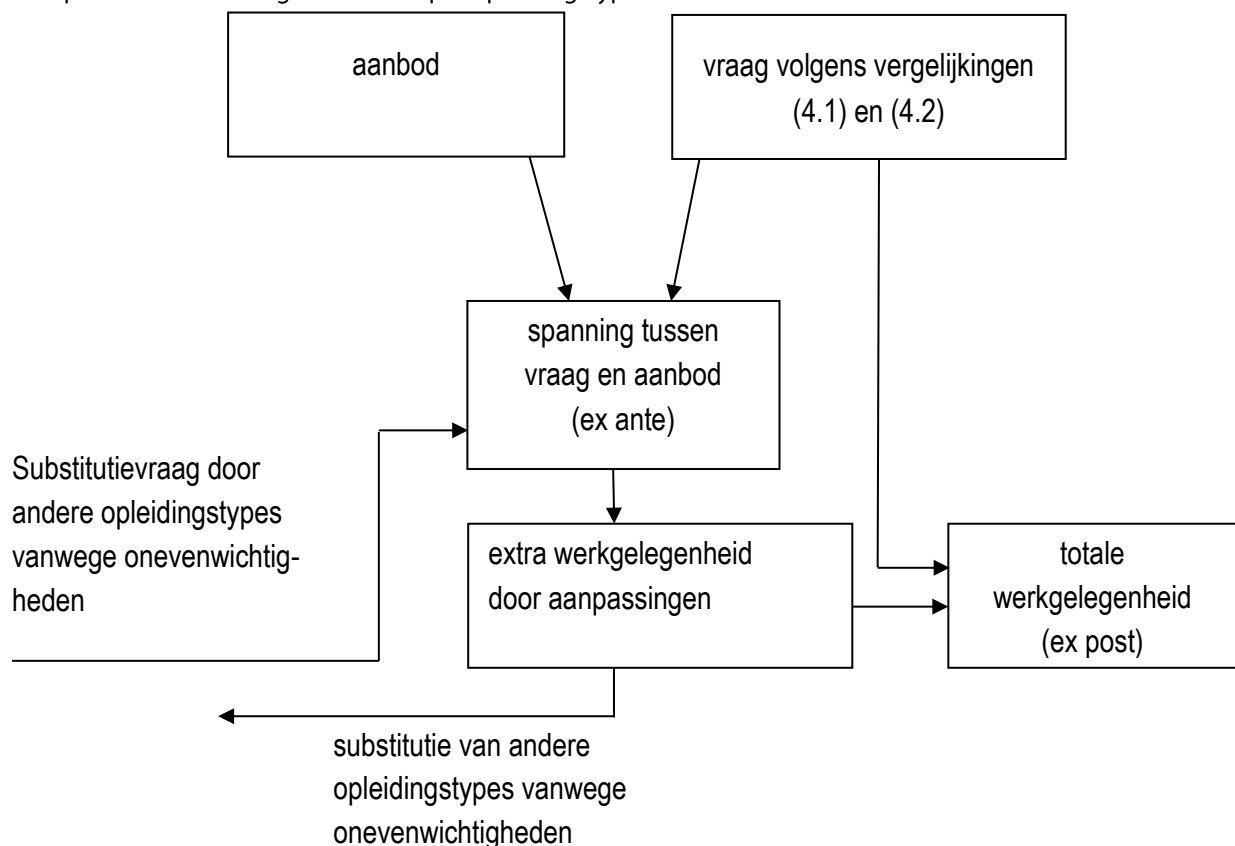 aanbod
vraag volgens vergelijkingen
(4.1) en (4.2)
spanning tussen
vraag en aanbod
(ex ante)
Substitutievraag door
andere opleidingstypes
vanwege onevenwichtig-
heden
extra werkgelegenheid
door aanpassingen
totale
werkgelegenheid
(ex post)
substitutie van andere
opleidingstypes vanwege
onevenwichtigheden